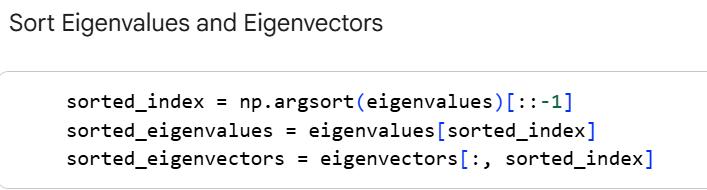 Sort Eigenvalues and Eigenvectors
sorted_index = np.argsort(eigenvalues)[::-1]
sorted_eigenvalues = eigenvalues[sorted_index]
sorted_eigenvectors = eigenvectors[:, sorted_index]